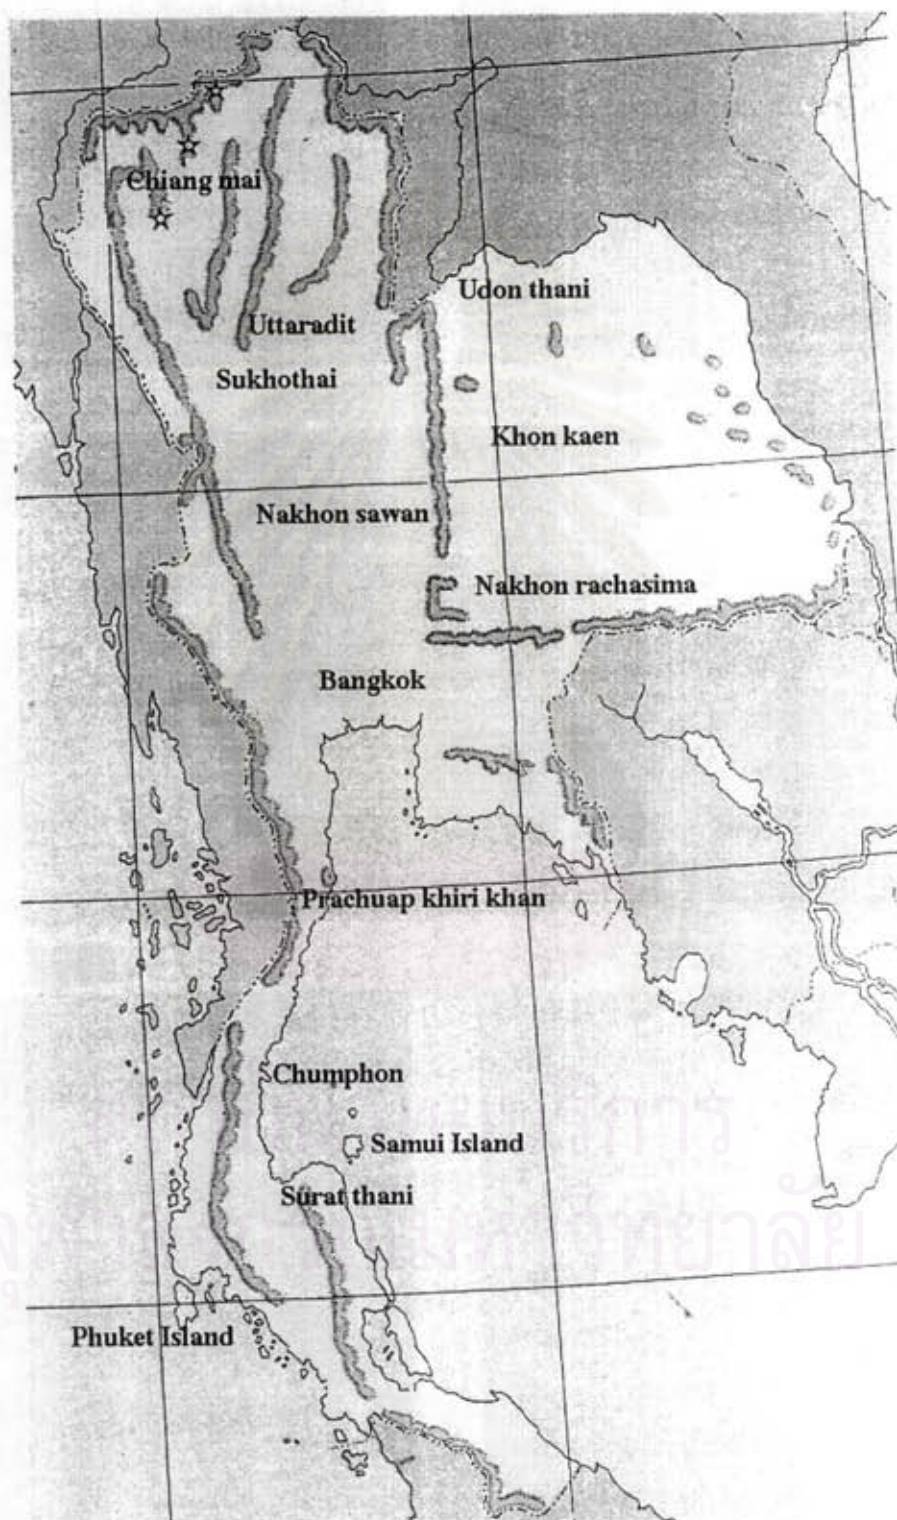 Chiang mai
Udon thani
Uttaradit
Sukhothai
Khon kaen
Nakhon sawan
Nakhon rachasima
Bangkok
Prachuap khiri khan
Chumphon
Samui Island
Surat thani
Phuket Island